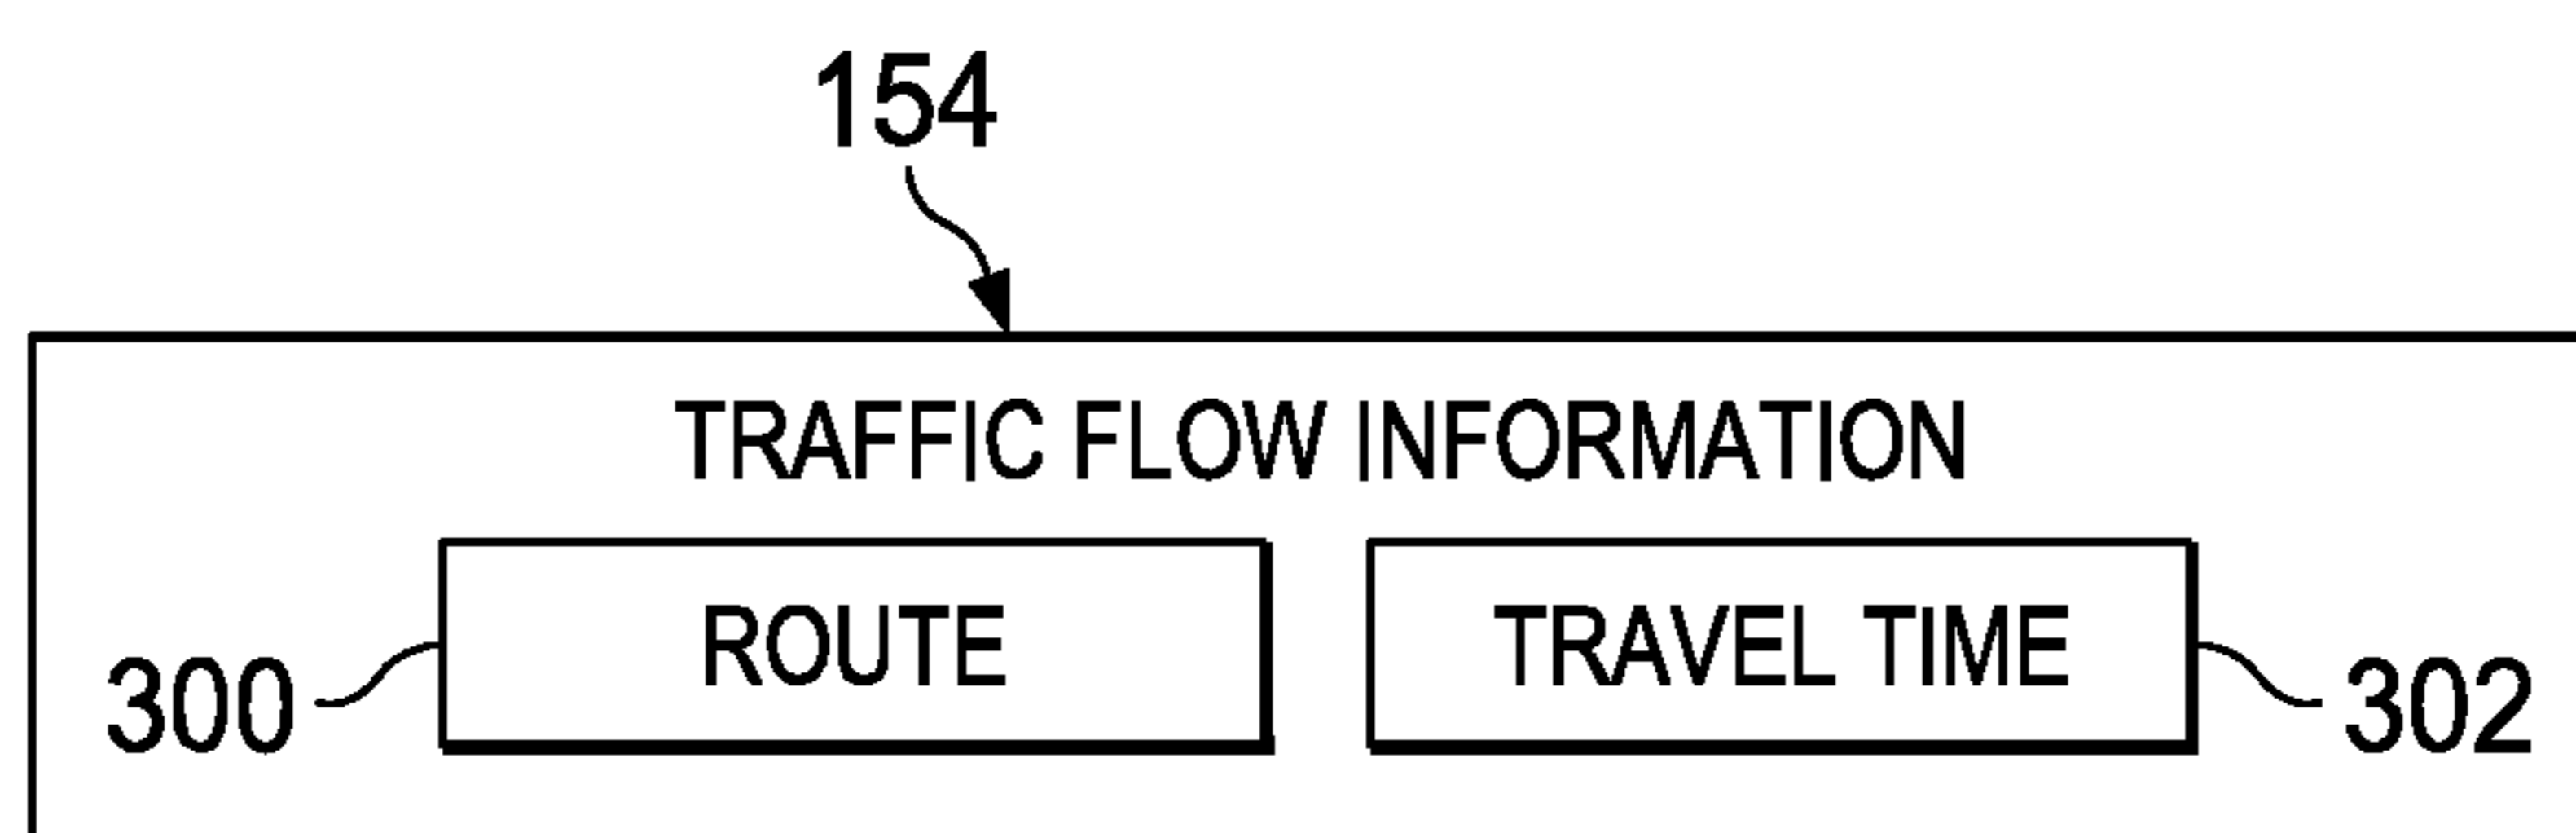 154
TRAFFIC FLOW INFORMATION
ROUTE
TRAVEL TIME
300
302